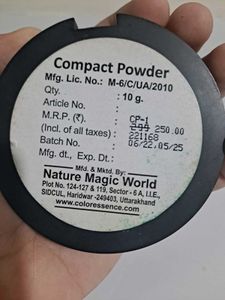 Compact Powder
Mfg. Lic. No.: M-6/C/UA/2010
Qty. : 10 g.
Article No. : CP-1
M.R.P. (₹). : 299 250.00
(Incl. of all taxes) : 221168
Batch No. : 06/22.05/25
Mfg. dt., Exp. Dt.:
Mfd. & Mktd. By:
Nature Magic World
Plot No. 124-127 & 119, Sector - 6 A, I.I.E.,
SIDCUL, Haridwar -249403, Uttarakhand
www.coloressence.com